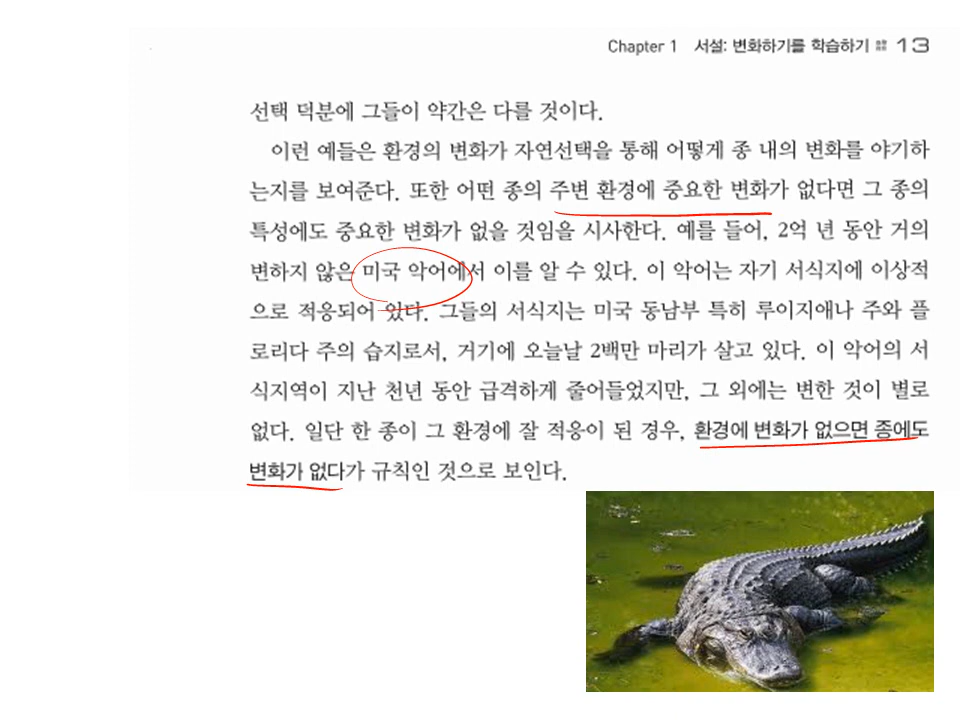 Chapter 1 서설: 변화하기를 학습하기 13
선택 덕분에 그들이 약간은 다를 것이다.
이런 예들은 환경의 변화가 자연선택을 통해 어떻게 종 내의 변화를 야기하
는지를 보여준다. 또한 어떤 종의 주변 환경에 중요한 변화가 없다면 그 종의
특성에도 중요한 변화가 없을 것임을 시사한다. 예를 들어, 2억 년 동안 거의
변하지 않은 미국 악어에서 이를 알 수 있다. 이 악어는 자기 서식지에 이상적
으로 적응되어 있다. 그들의 서식지는 미국 동남부 특히 루이지애나 주와 플
로리다 주의 습지로서, 거기에 오늘날 2백만 마리가 살고 있다. 이 악어의 서
식지역이 지난 천년 동안 급격하게 줄어들었지만, 그 외에는 변한 것이 별로
없다. 일단 한 종이 그 환경에 잘 적응이 된 경우, 환경에 변화가 없으면 종에도
변화가 없다가 규칙인 것으로 보인다.